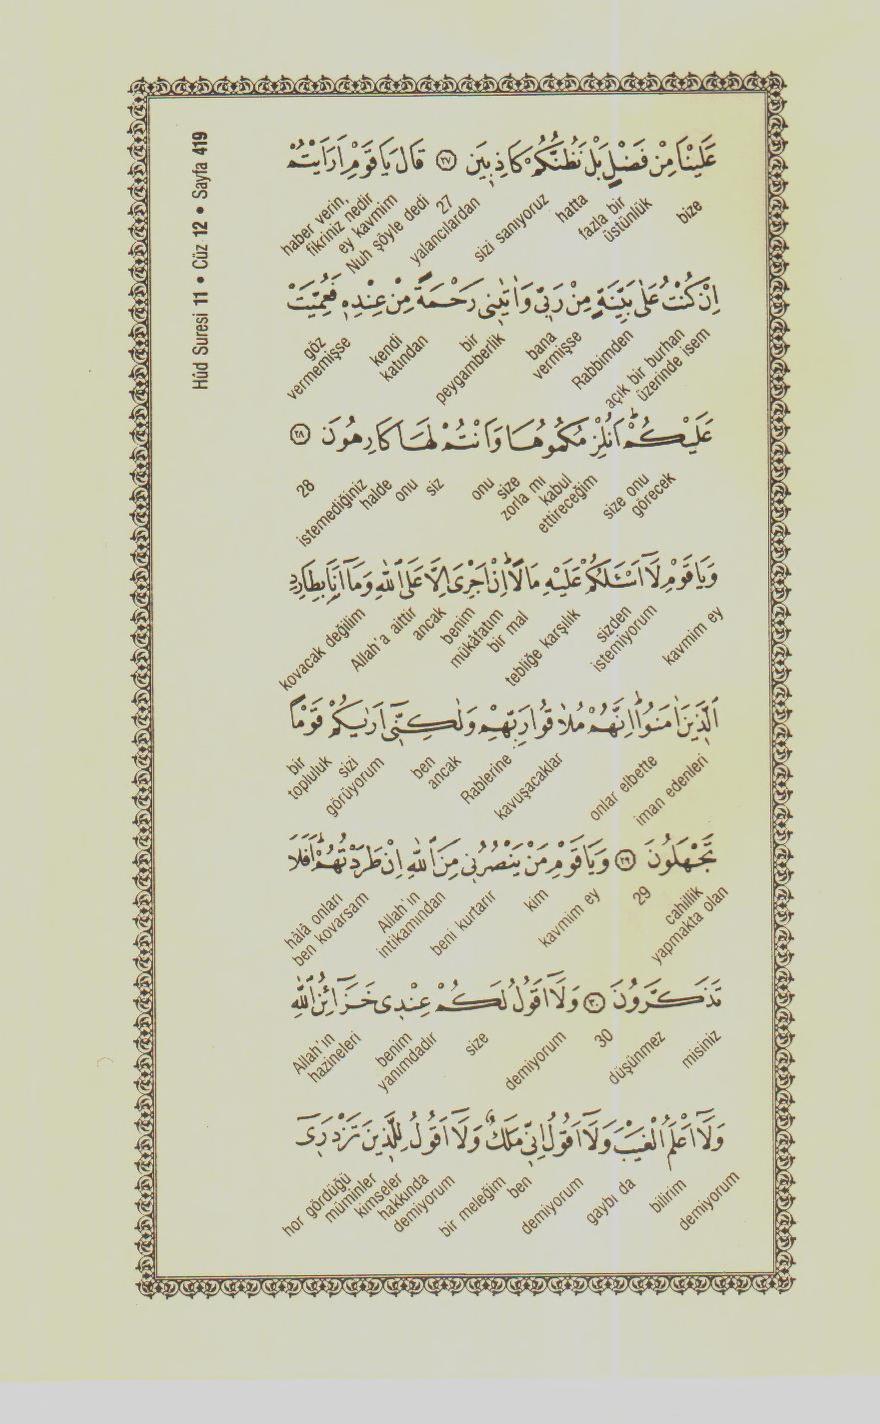 Hûd Suresi 11 • Cüz 12 • Sayfa 419
عَلَيْنَا مِنْ فَضْلٍ بَلْ نَظُنُّكُمْ كَاذِبٖينَ ﴿٢٧﴾ قَالَ يَا قَوْمِ اَرَاَيْتُمْ
bize
fazla bir üstünlük
hatta
sizi sanıyoruz
yalancılardan
27
Nuh şöyle dedi
ey kavmim
fikriniz nedir
haber verin,
اِنْ كُنْتُ عَلٰى بَيِّنَةٍ مِنْ رَبّٖى وَاٰتٰينٖى رَحْمَةً مِنْ عِنْدِهٖ فَعُمِّيَتْ
açık bir burhan üzerinde isem
Rabbimden
bana vermişse
bir peygamberlik
kendi katından
göz vermemişse
عَلَيْكُمْ اَنُلْزِمُكُمُوهَا وَاَنْتُمْ لَهَا كَارِهُونَ ﴿٢٨﴾
size onu görecek
kabul ettireceğim
size zorla mı
onu
siz
onu
istemediğiniz halde
28
وَيَا قَوْمِ لَٓا اَسْـَٔلُكُمْ عَلَيْهِ مَالًا اِنْ اَجْرِىَ اِلَّا عَلَى اللّٰهِ وَمَٓا اَنَا۬ بِطَارِدِ
kavmim ey
sizden istemiyorum
tebliğe karşılık
bir mal
benim mükâfatım
ancak
Allah'a aittir
kovacak değilim
الَّذٖينَ اٰمَنُوا اِنَّهُمْ مُلَاقُوا رَبِّهِمْ وَلٰكِنّٖٓى اَرٰيكُمْ قَوْمًا
iman edenleri
onlar elbette
kavuşacaklar
Rablerine
ben ancak
sizi görüyorum
bir topluluk
تَجْهَلُونَ ﴿٢٩﴾ وَيَا قَوْمِ مَنْ يَنْصُرُنٖى مِنَ اللّٰهِ اِنْ طَرَدْتُهُمْ اَفَلَا
cahillik yapmakta olan
29
kavmim ey
kim
beni kurtarır
Allah'ın intikamından
hâlâ onları ben kovarsam
تَذَكَّرُونَ ﴿٣٠﴾ وَلَٓا اَقُولُ لَكُمْ عِنْدٖى خَزَٓائِنُ اللّٰهِ
misiniz
düşünmez
30
demiyorum
size
benim yanımdadır
Allah'ın hazineleri
وَلَٓا اَعْلَمُ الْغَيْبَ وَلَٓا اَقُولُ اِنّٖى مَلَكٌ وَلَٓا اَقُولُ لِلَّذٖينَ تَزْدَرٖٓى
demiyorum
bilirim
gaybı da
demiyorum
ben
bir meleğim
demiyorum
hakkında
kimseler
müminler
hor gördüğü